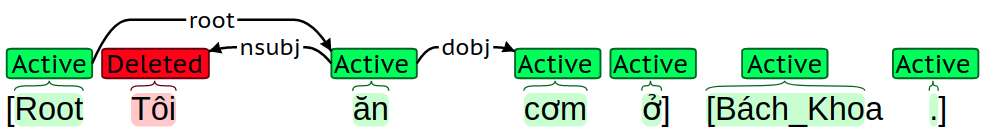 root
nsubj dobj
Active Deleted Active Active Active Active Active
[Root Tôi ăn cơm ở] [Bách_Khoa .]